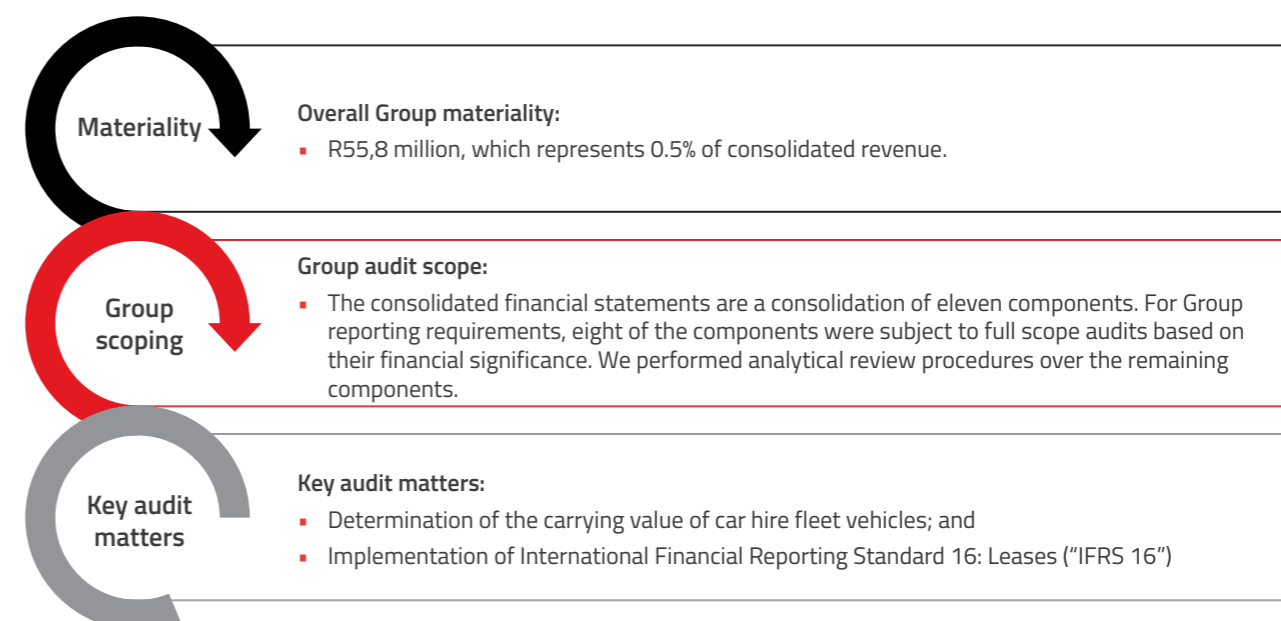 Materiality
Overall Group materiality:
▪ R55,8 million, which represents 0.5% of consolidated revenue.
Group
scoping
Group audit scope:
▪ The consolidated financial statements are a consolidation of eleven components. For Group
reporting requirements, eight of the components were subject to full scope audits based on
their financial significance. We performed analytical review procedures over the remaining
components.
Key audit
matters
Key audit matters:
▪ Determination of the carrying value of car hire fleet vehicles; and
▪ Implementation of International Financial Reporting Standard 16: Leases (“IFRS 16”)